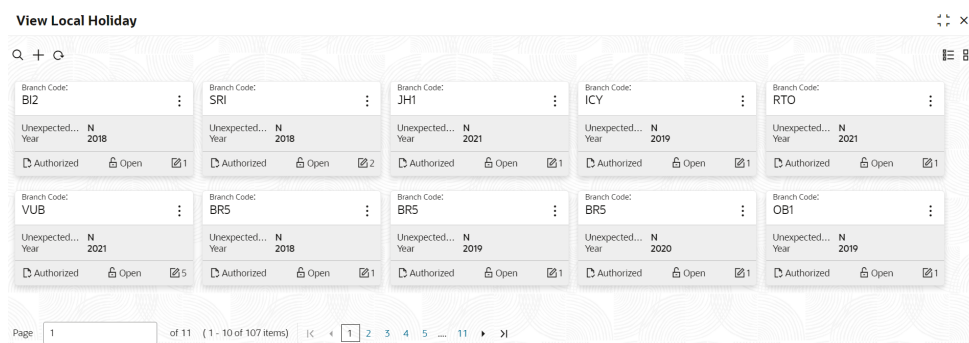 View Local Holiday
Branch Code: Branch Code: Branch Code: Branch Code: Branch Code:
BI2 SRI JH1 ICY RTO
Unexpected... N Unexpected... N Unexpected... N Unexpected... N Unexpected... N
Year 2018 Year 2018 Year 2021 Year 2019 Year 2021
Authorized Open 1 Authorized Open 2 Authorized Open 1 Authorized Open 1 Authorized Open 1
Branch Code: Branch Code: Branch Code: Branch Code: Branch Code:
VUB BR5 BR5 BR5 OB1
Unexpected... N Unexpected... N Unexpected... N Unexpected... N Unexpected... N
Year 2021 Year 2018 Year 2019 Year 2020 Year 2019
Authorized Open 5 Authorized Open 1 Authorized Open 1 Authorized Open 1 Authorized Open 1
Page 1 of 11 ( 1 - 10 of 107 items) 1 2 3 4 5 .... 11